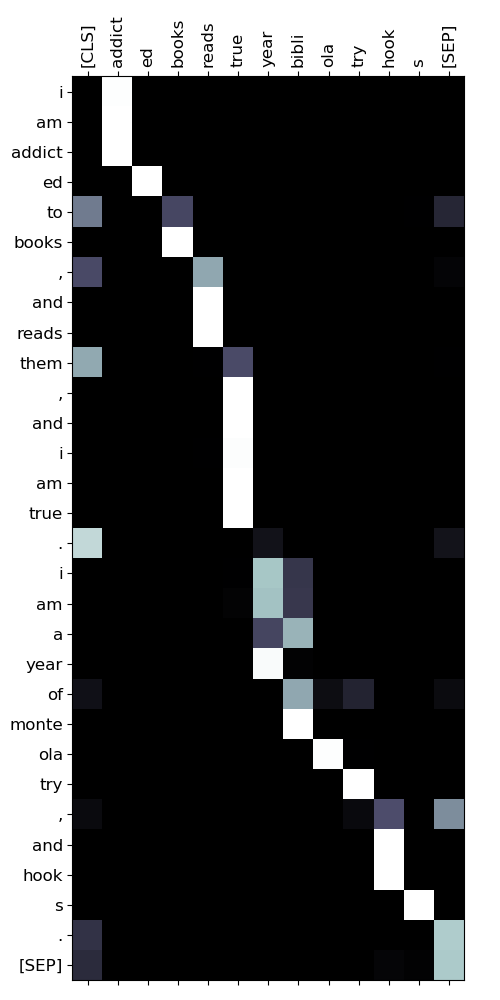 [CLS] addict ed books reads true year bibli ola try hook s [SEP]
i
am
addict
ed
to
books
,
and
reads
them
,
and
i
am
true
.
i
am
a
year
of
monte
ola
try
,
and
hook
s
.
[SEP]